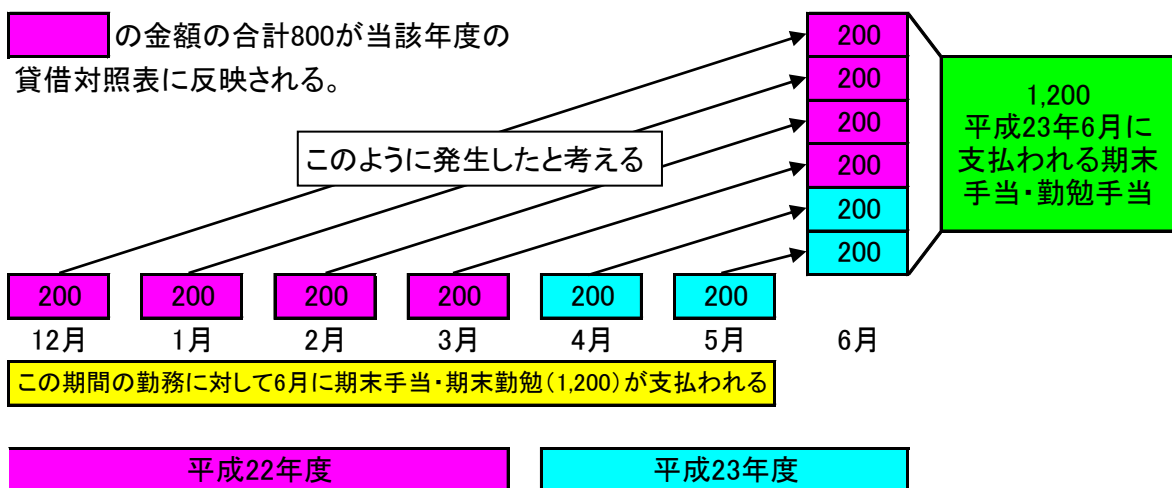 の金額の合計800が当該年度の
貸借対照表に反映される。
200
200
200
200
200
200
1,200
平成23年6月に
支払われる期末
手当・勤勉手当
このように発生したと考える
200 200 200 200 200 200
12月 1月 2月 3月 4月 5月 6月
この期間の勤務に対して6月に期末手当・期末勤勉(1,200)が支払われる
平成22年度 平成23年度